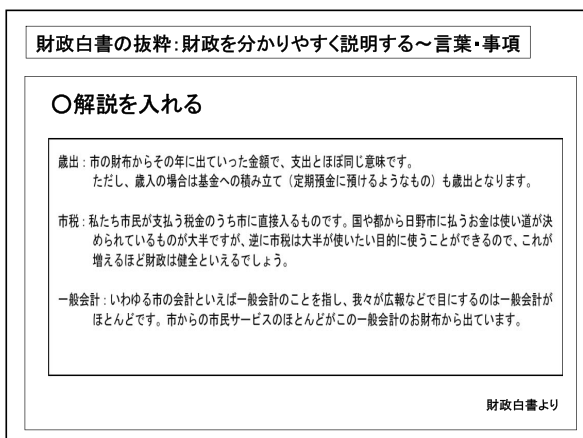 財政白書の抜粋:財政を分かりやすく説明する～言葉・事項
○解説を入れる
歳出:市の財布からその年に出ていった金額で、支出とほぼ同じ意味です。
ただし、歳入の場合は基金への積み立て（定期預金に預けるようなもの）も歳出となります。
市税:私たち市民が支払う税金のうち市に直接入るものです。国や都から日野市に払うお金は使い道が決
められているものが大半ですが、逆に市税は大半が使いたい目的に使うことができるので、これが
増えるほど財政は健全といえるでしょう。
一般会計:いわゆる市の会計といえば一般会計のことを指し、我々が広報などで目にするのは一般会計が
ほとんどです。市からの市民サービスのほとんどがこの一般会計のお財布から出ています。
財政白書より